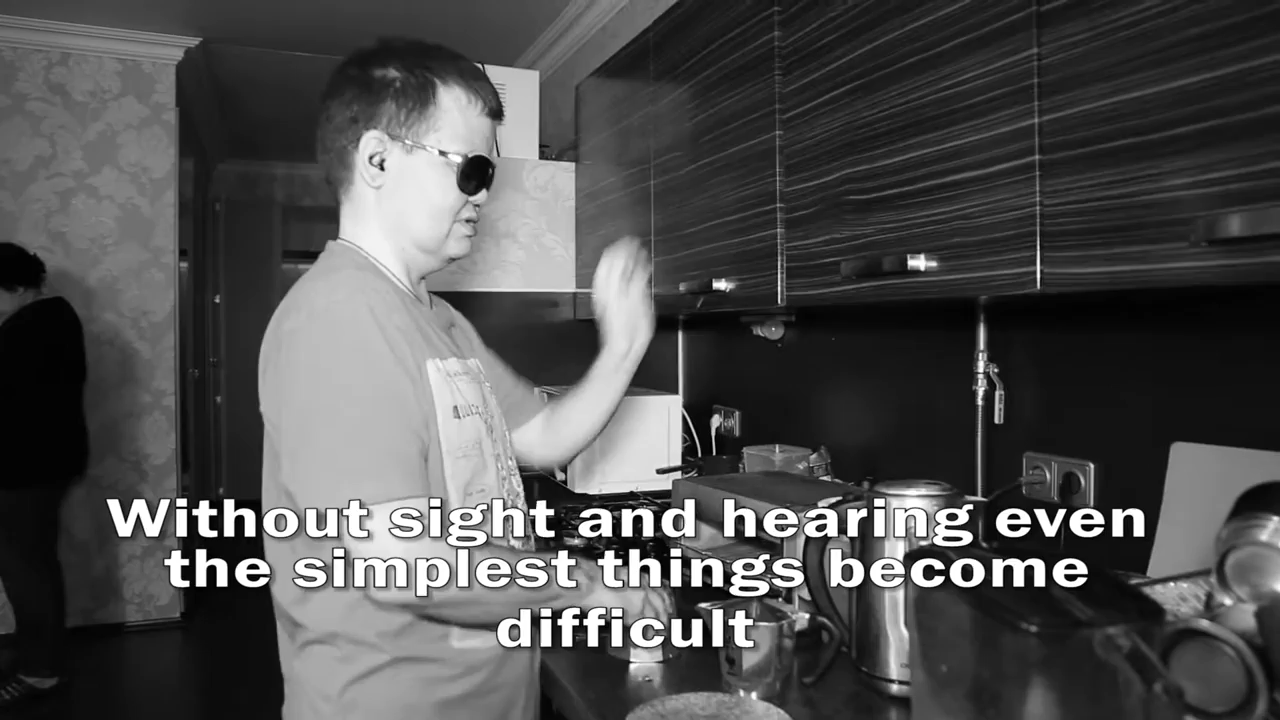 Without sight and hearing even
the simplest things become
difficult